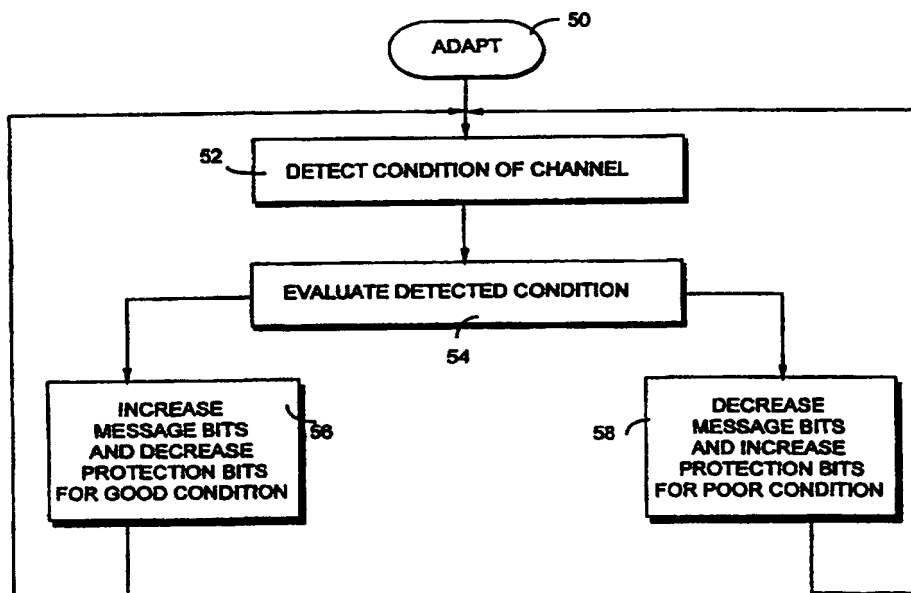 50
ADAPT
52
DETECT CONDITION OF CHANNEL
EVALUATE DETECTED CONDITION
54
INCREASE
MESSAGE BITS
AND DECREASE
PROTECTION BITS
FOR GOOD CONDITION
56
58
DECREASE
MESSAGE BITS
AND INCREASE
PROTECTION BITS
FOR POOR CONDITION